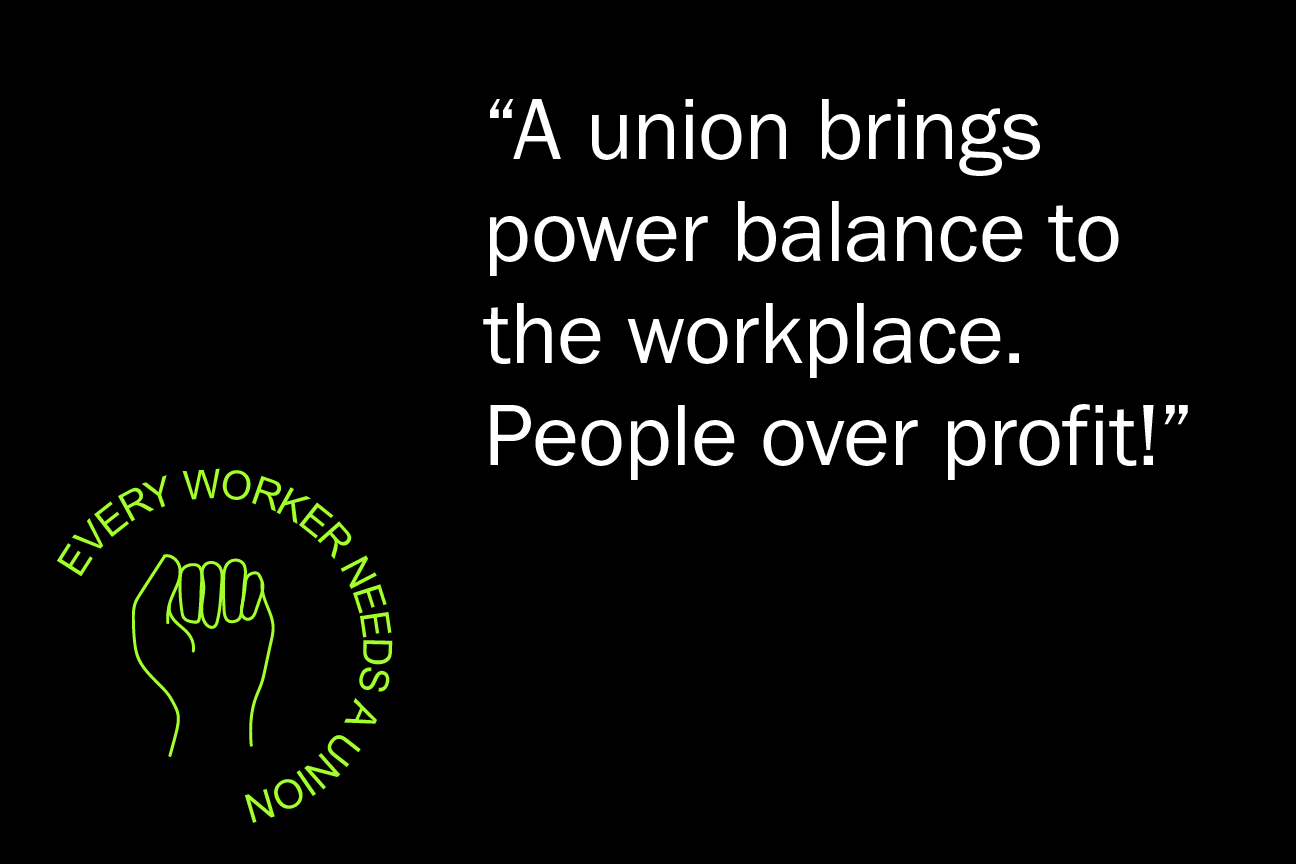 “A union brings
power balance to
the workplace.
People over profit!”
EVERY WORKER NEEDS A UNION